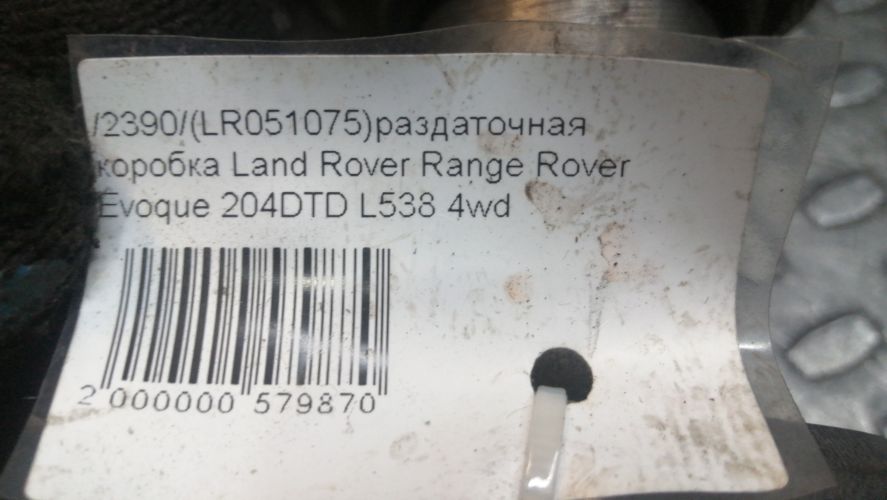 /2390/(LR051075)раздаточная
коробка Land Rover Range Rover
Evoque 204DTD L538 4wd
2 000000 579870